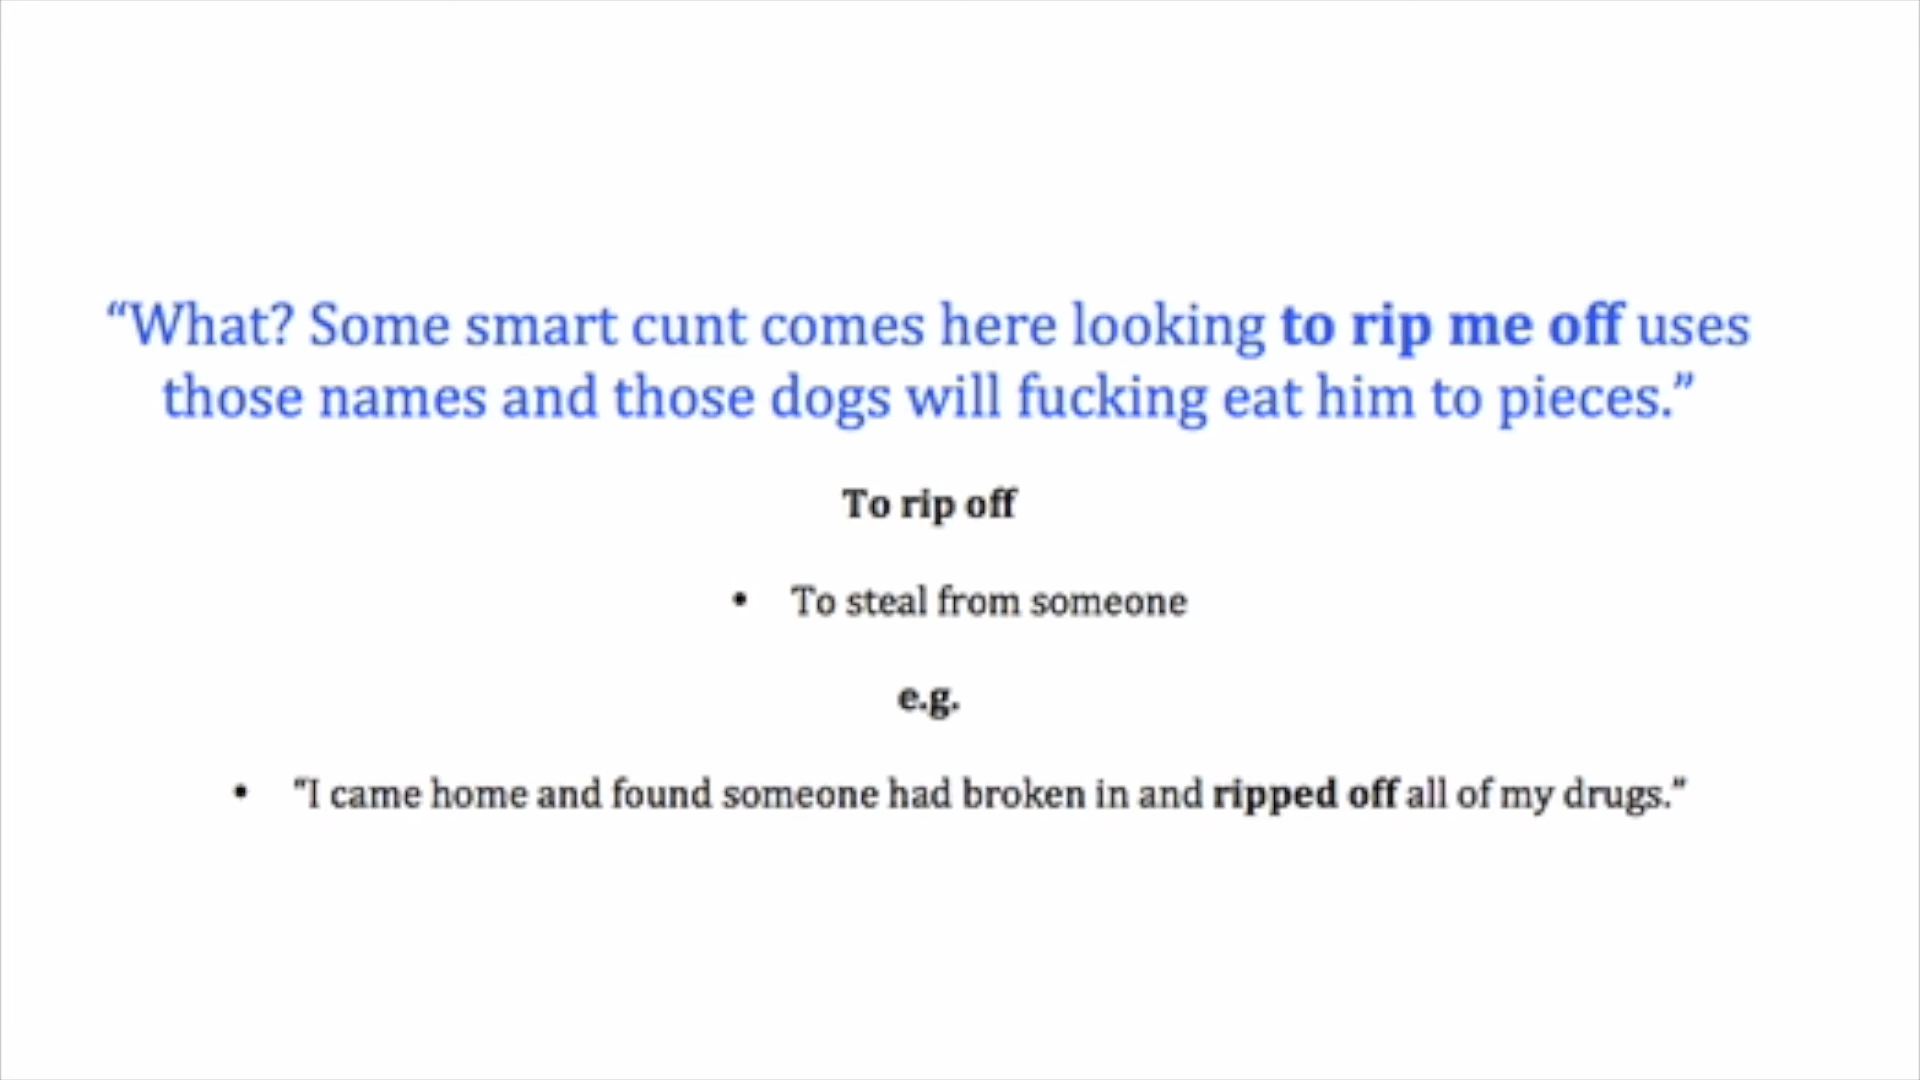 “What? Some smart cunt comes here looking to rip me off uses
those names and those dogs will fucking eat him to pieces.”
To rip off
• To steal from someone
e.g.
• “I came home and found someone had broken in and ripped off all of my drugs.”